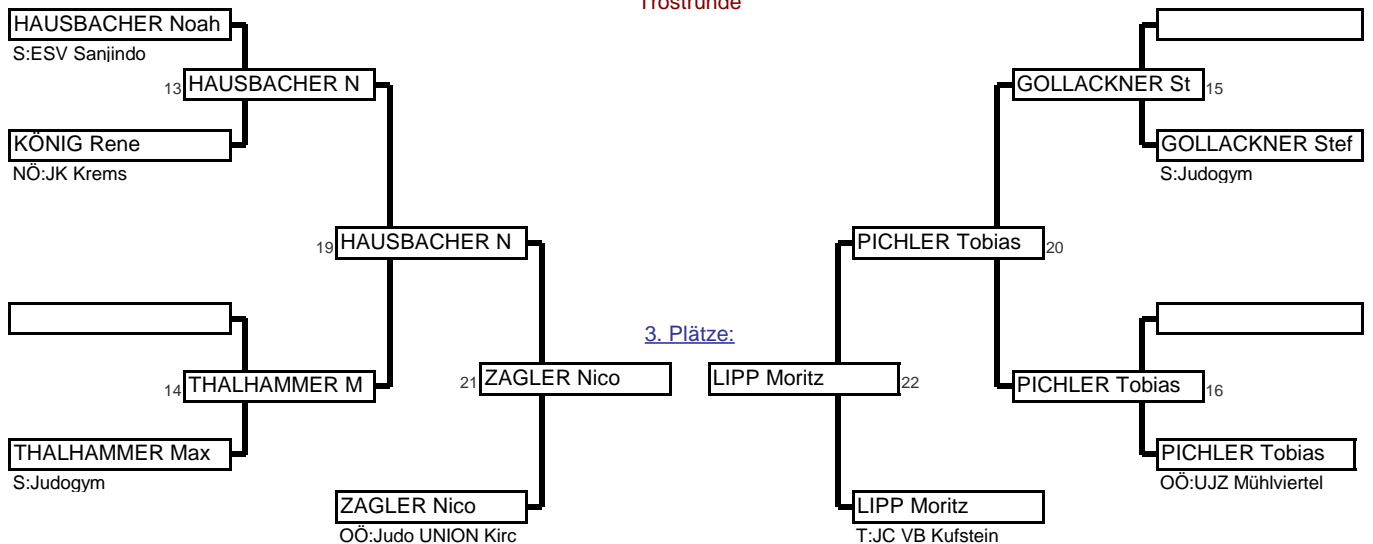 Trostrunde
HAUSBACHER Noah
S:ESV Sanjindo
13 HAUSBACHER N
KÖNIG Rene
NÖ:JK Krems
19 HAUSBACHER N
14 THALHAMMER M
THALHAMMER Max
S:Judogym
21 ZAGLER Nico
ZAGLER Nico
OÖ:Judo UNION Kirc
3. Plätze:
GOLLACKNER St 15
GOLLACKNER Stef
S:Judogym
PICHLER Tobias 20
LIPP Moritz 22
PICHLER Tobias 16
PICHLER Tobias
OÖ:UJZ Mühlviertel
LIPP Moritz
T:JC VB Kufstein